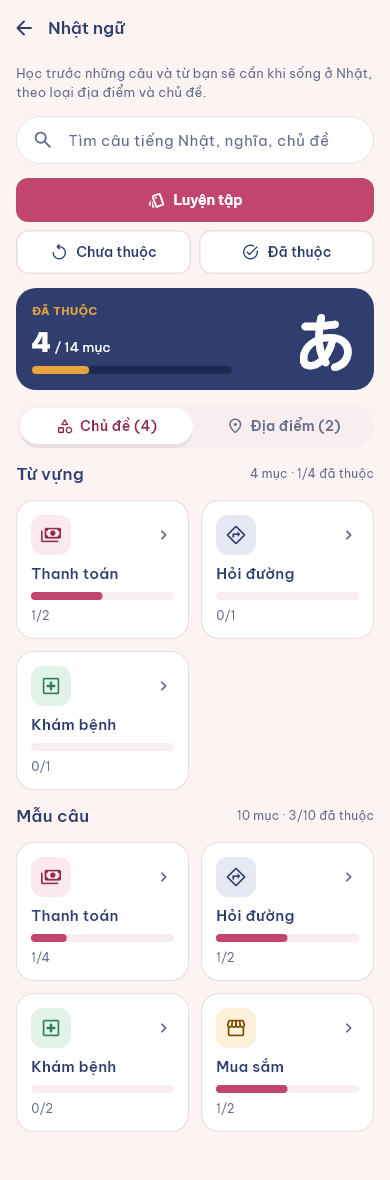 Nhật ngữ
Học trước những câu và từ bạn sẽ cần khi sống ở Nhật,
theo loại địa điểm và chủ đề.
Tìm câu tiếng Nhật, nghĩa, chủ đề
Luyện tập
Chưa thuộc
Đã thuộc
ĐÃ THUỘC
4 / 14 mục
あ
Chủ đề (4)
Địa điểm (2)
Từ vựng
4 mục · 1/4 đã thuộc
Thanh toán
1/2
Hỏi đường
0/1
Khám bệnh
0/1
Mẫu câu
10 mục · 3/10 đã thuộc
Thanh toán
1/4
Hỏi đường
1/2
Khám bệnh
0/2
Mua sắm
1/2